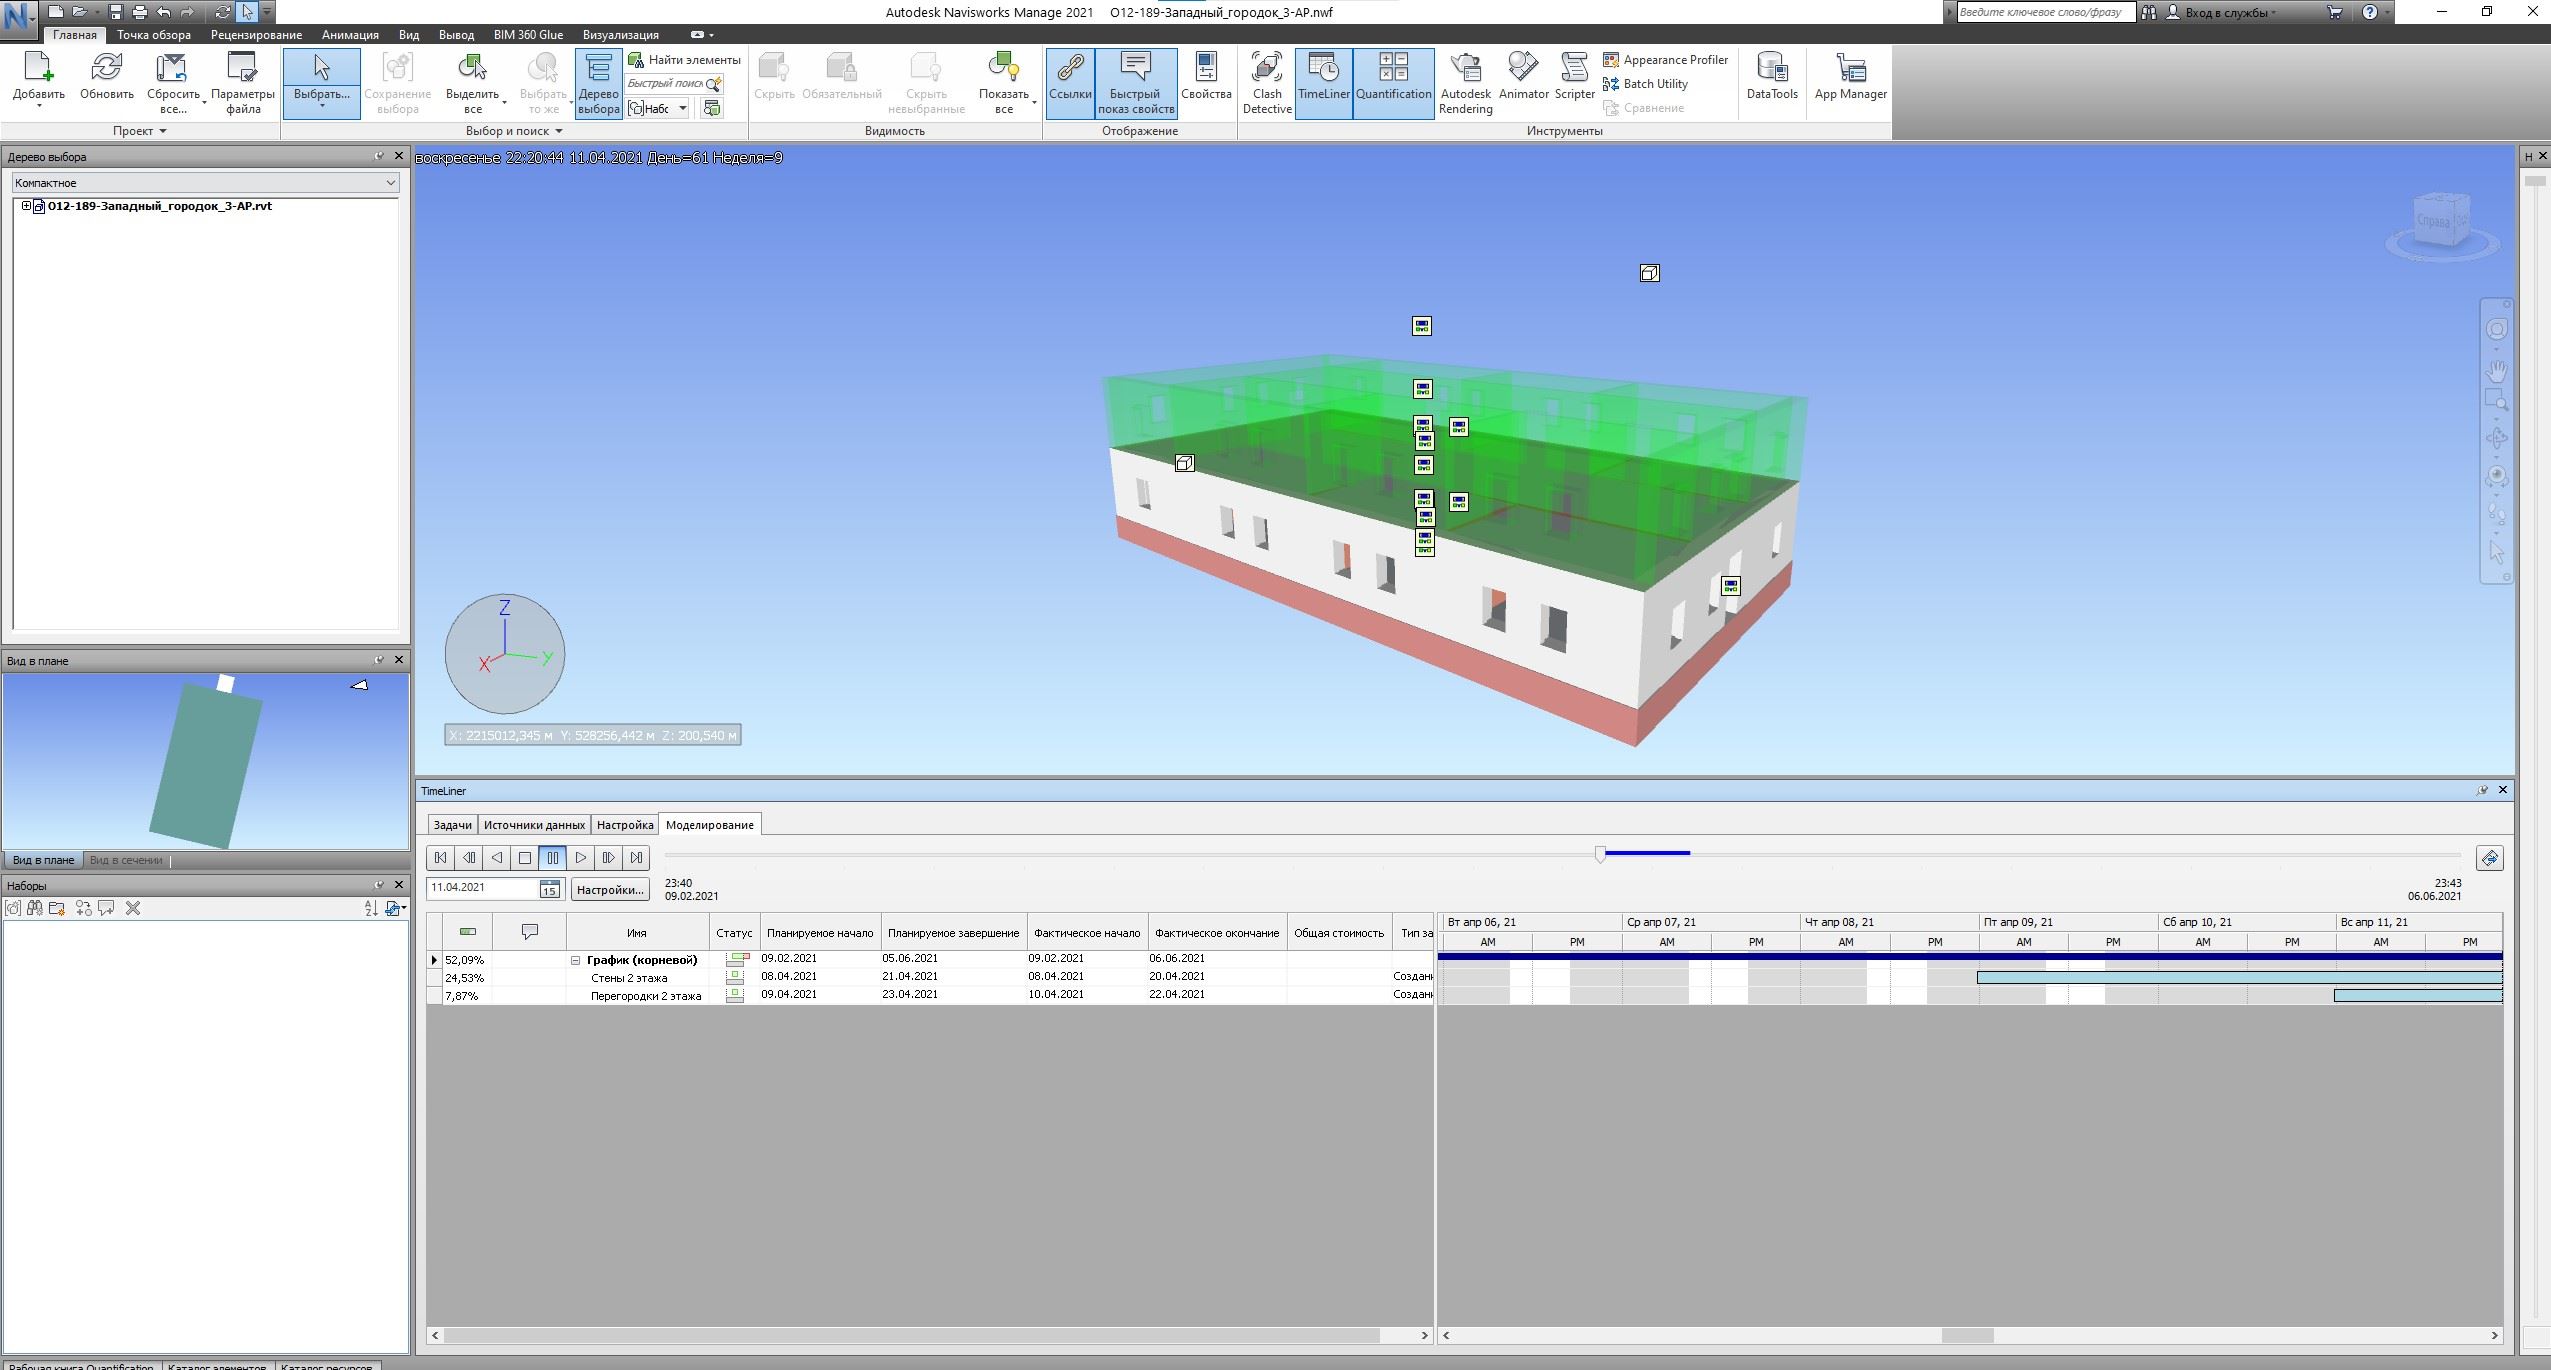 Autodesk Navisworks Manage 2021 О12-189-Западный_городок_3-АР.nwf
Введите ключевое слово/фразу
Вход в службы
Главная Точка обзора Рецензирование Анимация Вид Вывод BIM 360 Glue Визуализация
Добавить
Обновить
Сбросить все...
Параметры файла
Проект
Выбрать...
Сохранение выбора
Выделить все
Выбрать то же
Дерево выбора
Найти элементы
Быстрый поиск
Набс
Выбор и поиск
Скрыть
Обязательный
Скрыть невыбранные
Показать все
Видимость
Ссылки
Быстрый показ свойств
Свойства
Отображение
Clash Detective
TimeLiner
Quantification
Autodesk Rendering
Animator
Scripter
Appearance Profiler
Batch Utility
Сравнение
DataTools
App Manager
Инструменты
Дерево выбора
Компактное
О12-189-Западный_городок_3-АР.rvt
воскресенье 22:20:44 11.04.2021 День=61 Неделя=9
Справа
Н
Z
X
Y
X: 2215012,345 м Y: 528256,442 м Z: 200,540 м
Вид в плане
Вид в плане Вид в сечении
Наборы
TimeLiner
Задачи Источники данных Настройка Моделирование
11.04.2021
15
Настройки...
23:40
09.02.2021
23:43
06.06.2021
Имя Статус Планируемое начало Планируемое завершение Фактическое начало Фактическое окончание Общая стоимость Тип за
52,09% График (корневой) 09.02.2021 05.06.2021 09.02.2021 06.06.2021
24,53% Стены 2 этажа 08.04.2021 21.04.2021 08.04.2021 20.04.2021 Создан
7,87% Перегородки 2 этажа 09.04.2021 23.04.2021 10.04.2021 22.04.2021 Создан
Вт апр 06, 21 Ср апр 07, 21 Чт апр 08, 21 Пт апр 09, 21 Сб апр 10, 21 Вс апр 11, 21
AM PM AM PM AM PM AM PM AM PM AM PM
Рабочая книга Quantification Каталог элементов Каталог ресурсов